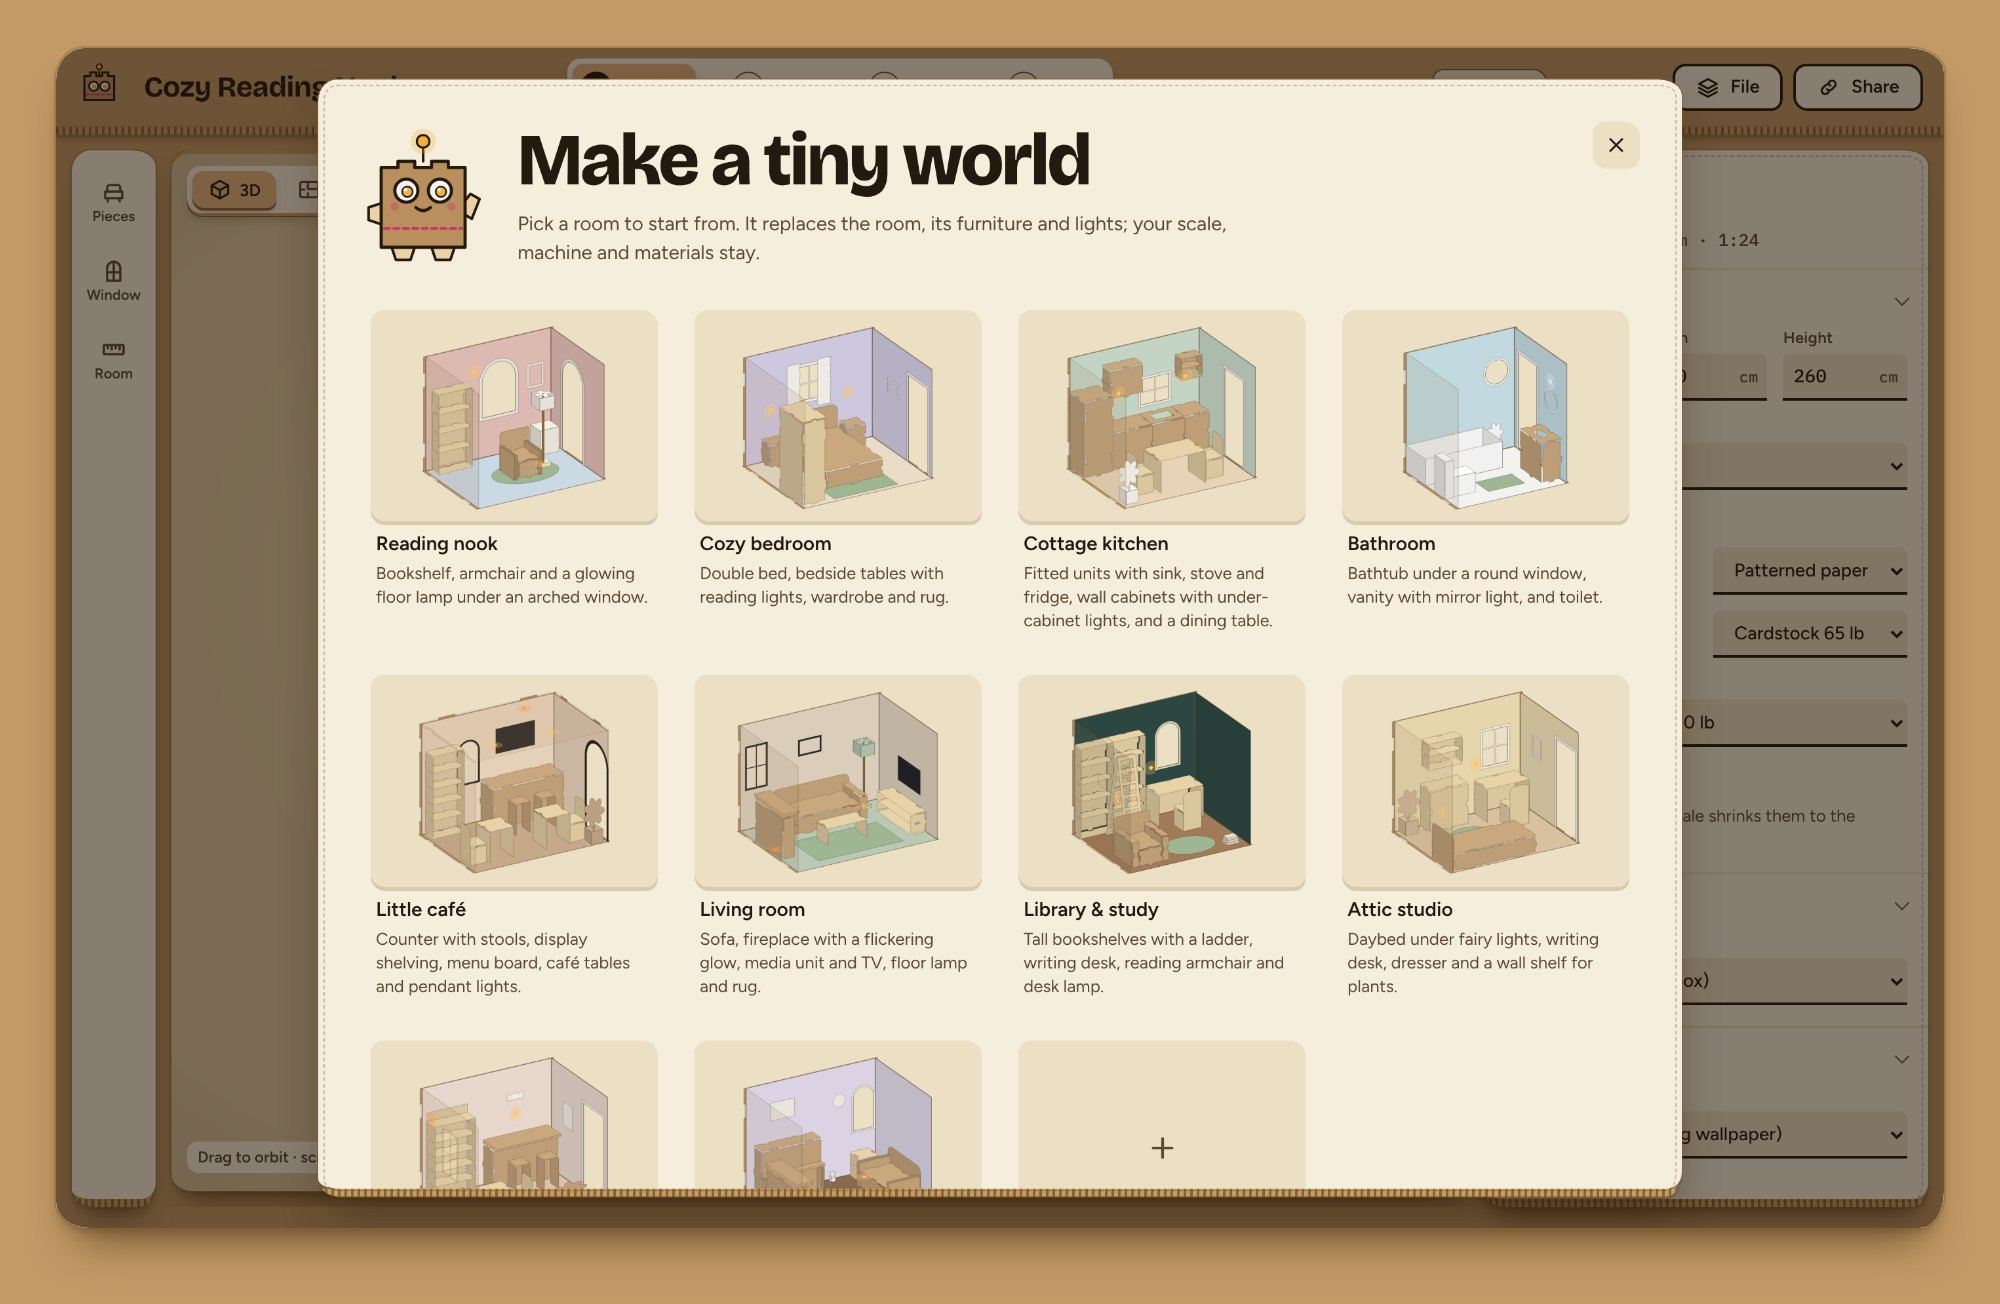 Cozy Reading
File
Share
Make a tiny world
Pick a room to start from. It replaces the room, its furniture and lights; your scale,
machine and materials stay.
3D
Pieces
Window
Room
· 1:24
Height
cm
260
cm
Patterned paper
Cardstock 65 lb
0 lb
ale shrinks them to the
ox)
g wallpaper)
Reading nook
Bookshelf, armchair and a glowing
floor lamp under an arched window.
Cozy bedroom
Double bed, bedside tables with
reading lights, wardrobe and rug.
Cottage kitchen
Fitted units with sink, stove and
fridge, wall cabinets with under-
cabinet lights, and a dining table.
Bathroom
Bathtub under a round window,
vanity with mirror light, and toilet.
Little café
Counter with stools, display
shelving, menu board, café tables
and pendant lights.
Living room
Sofa, fireplace with a flickering
glow, media unit and TV, floor lamp
and rug.
Library & study
Tall bookshelves with a ladder,
writing desk, reading armchair and
desk lamp.
Attic studio
Daybed under fairy lights, writing
desk, dresser and a wall shelf for
plants.
Drag to orbit · sc